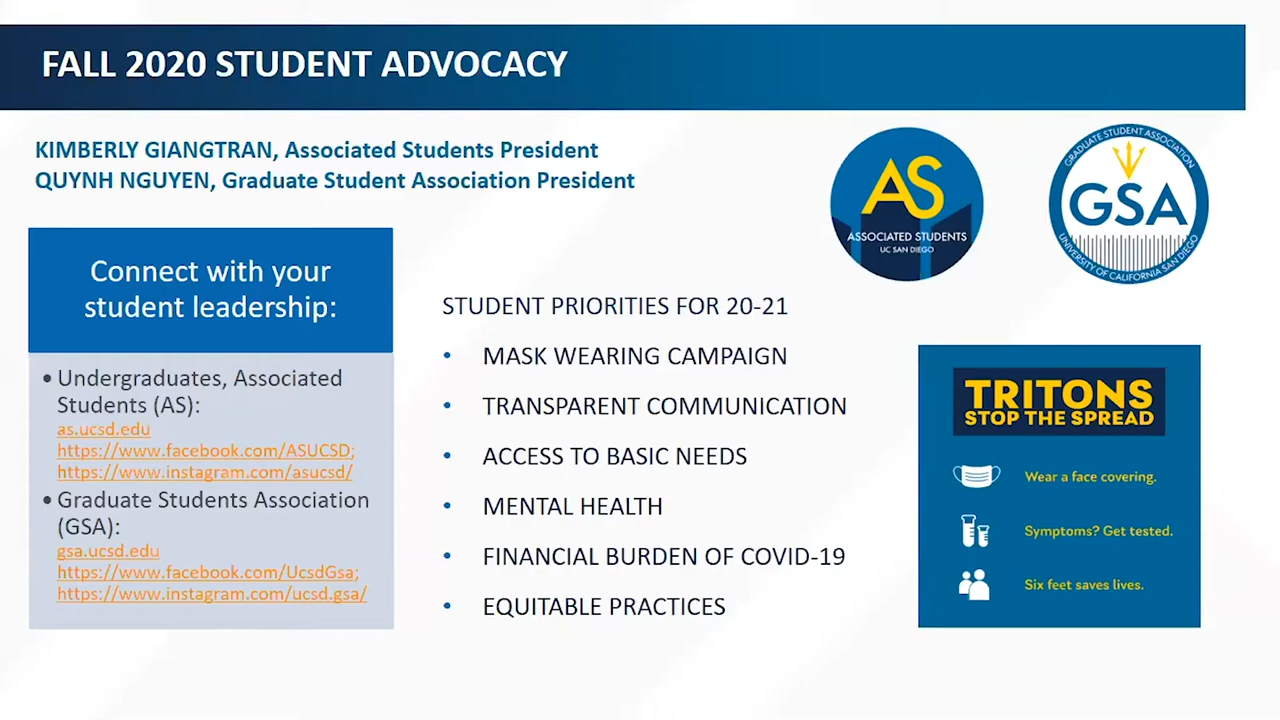 FALL 2020 STUDENT ADVOCACY
KIMBERLY GIANGTRAN, Associated Students President
QUYNH NGUYEN, Graduate Student Association President
AS
ASSOCIATED STUDENTS
UC SAN DIEGO
GRADUATE STUDENT ASSOCIATION
GSA
UNIVERSITY OF CALIFORNIA SAN DIEGO
Connect with your
student leadership:
• Undergraduates, Associated
Students (AS):
as.ucsd.edu
https://www.facebook.com/ASUCSD;
https://www.instagram.com/asucsd/
• Graduate Students Association
(GSA):
gsa.ucsd.edu
https://www.facebook.com/UcsdGsa;
https://www.instagram.com/ucsd.gsa/
STUDENT PRIORITIES FOR 20-21
• MASK WEARING CAMPAIGN
• TRANSPARENT COMMUNICATION
• ACCESS TO BASIC NEEDS
• MENTAL HEALTH
• FINANCIAL BURDEN OF COVID-19
• EQUITABLE PRACTICES
TRITONS
STOP THE SPREAD
Wear a face covering.
Symptoms? Get tested.
Six feet saves lives.